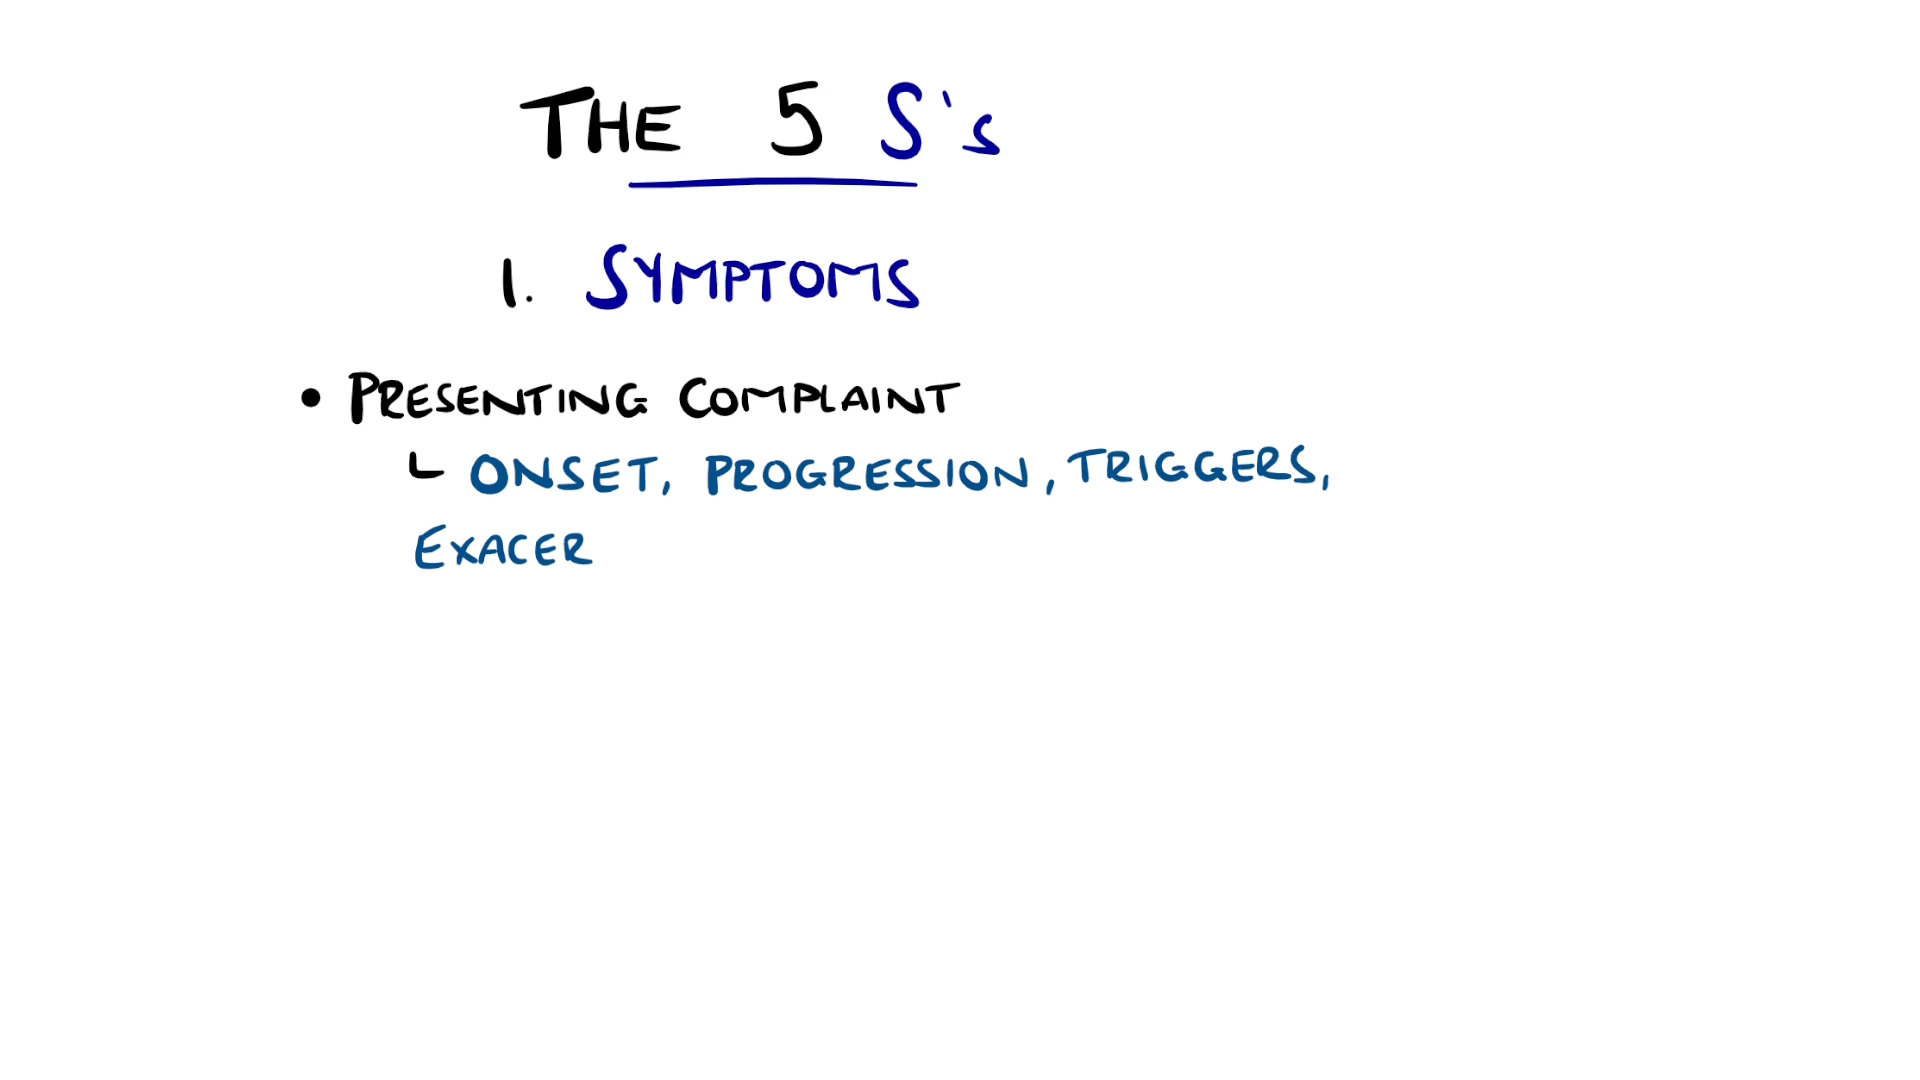 THE 5 S's
1. SYMPTOMS
• PRESENTING COMPLAINT
ONSET, PROGRESSION, TRIGGERS,
EXACER